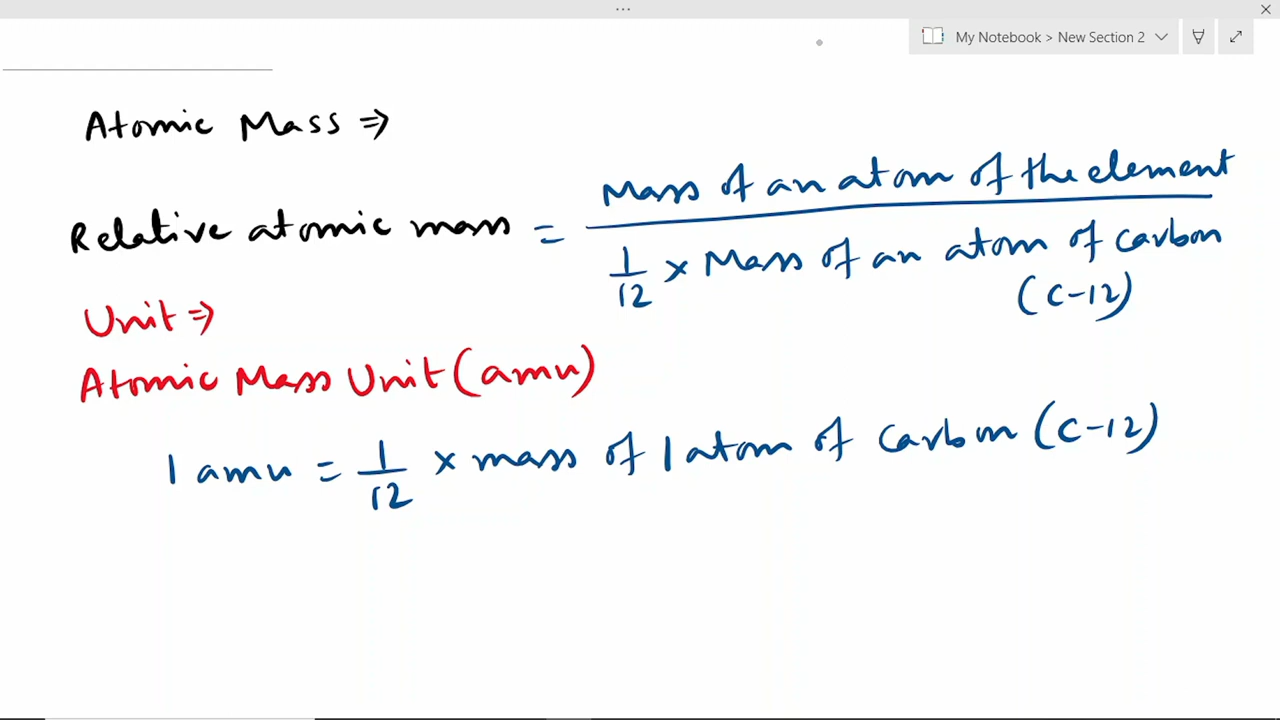 My Notebook > New Section 2
Atomic Mass ⇒
Relative atomic mass = Mass of an atom of the element
1/12 × Mass of an atom of carbon
(C-12)
Unit ⇒
Atomic Mass Unit (amu)
1 amu = 1/12 × mass of 1 atom of carbon (C-12)